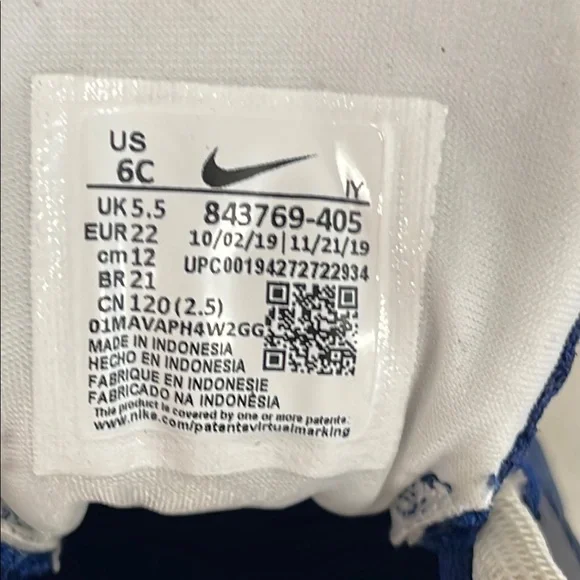 US
6C
IY
UK 5.5
843769-405
EUR 22
10/02/19|11/21/19
cm 12
UPC00194272722934
BR 21
CN 120 (2.5)
01MAVAPH4W2GG
MADE IN INDONESIA
HECHO EN INDONESIA
FABRIQUE EN INDONESIE
FABRICADO NA INDONÉSIA
This product is covered by one or more patents:
www.nike.com/patentsvirtualmarking